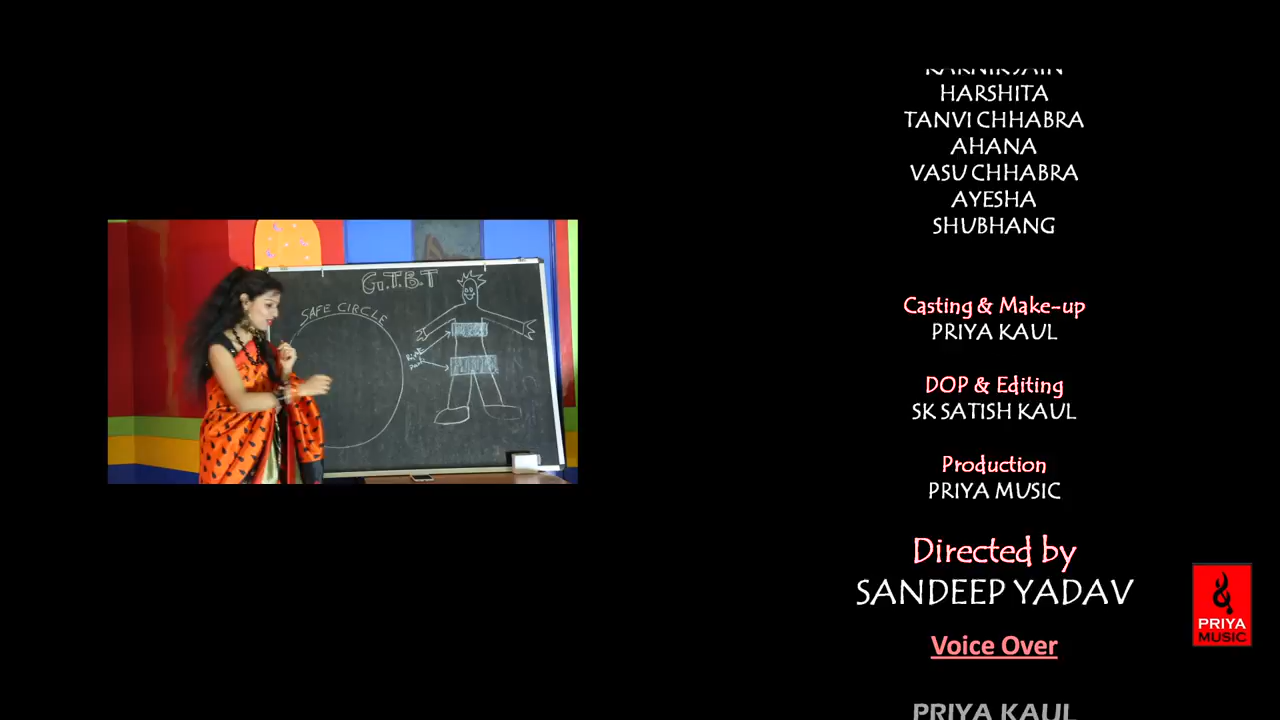 G.T.B.T
SAFE CIRCLE
HARSHITA
TANVI CHHABRA
AHANA
VASU CHHABRA
AYESHA
SHUBHANG
Casting & Make-up
PRIYA KAUL
DOP & Editing
SK SATISH KAUL
Production
PRIYA MUSIC
Directed by
SANDEEP YADAV
Voice Over
PRIYA KAUL
PRIYA
MUSIC